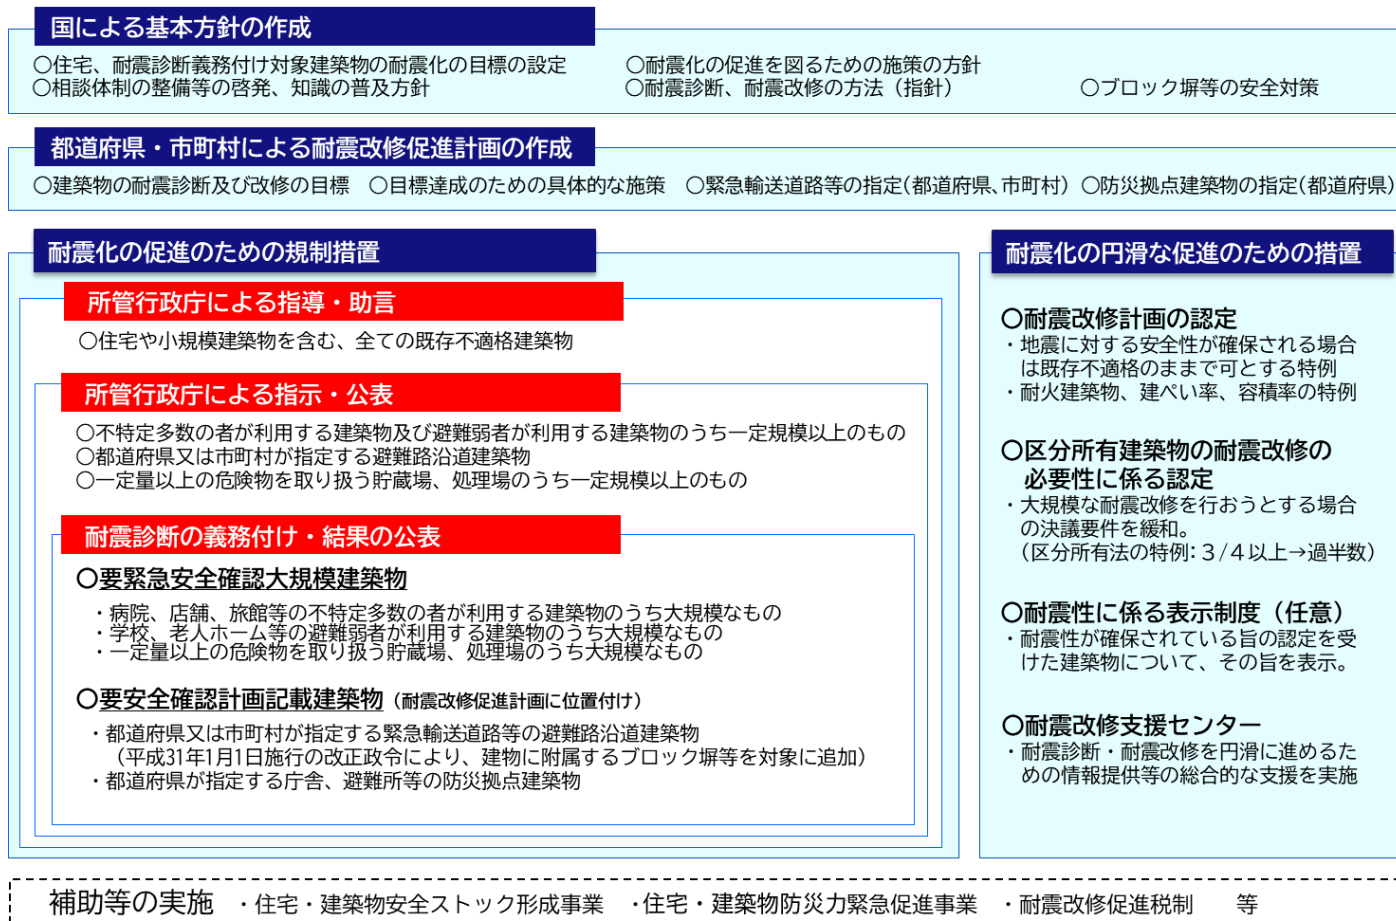 国による基本方針の作成
○住宅、耐震診断義務付け対象建築物の耐震化の目標の設定　○耐震化の促進を図るための施策の方針
○相談体制の整備等の啓発、知識の普及方針　○耐震診断、耐震改修の方法（指針）　○ブロック塀等の安全対策
都道府県・市町村による耐震改修促進計画の作成
○建築物の耐震診断及び改修の目標　○目標達成のための具体的な施策　○緊急輸送道路等の指定(都道府県、市町村)　○防災拠点建築物の指定(都道府県)
耐震化の促進のための規制措置
所管行政庁による指導・助言
○住宅や小規模建築物を含む、全ての既存不適格建築物
所管行政庁による指示・公表
○不特定多数の者が利用する建築物及び避難弱者が利用する建築物のうち一定規模以上のもの
○都道府県又は市町村が指定する避難路沿道建築物
○一定量以上の危険物を取り扱う貯蔵場、処理場のうち一定規模以上のもの
耐震診断の義務付け・結果の公表
○要緊急安全確認大規模建築物
・病院、店舗、旅館等の不特定多数の者が利用する建築物のうち大規模なもの
・学校、老人ホーム等の避難弱者が利用する建築物のうち大規模なもの
・一定量以上の危険物を取り扱う貯蔵場、処理場のうち大規模なもの
○要安全確認計画記載建築物（耐震改修促進計画に位置付け）
・都道府県又は市町村が指定する緊急輸送道路等の避難路沿道建築物
（平成31年1月1日施行の改正政令により、建物に附属するブロック塀等を対象に追加）
・都道府県が指定する庁舎、避難所等の防災拠点建築物
耐震化の円滑な促進のための措置
○耐震改修計画の認定
・地震に対する安全性が確保される場合
は既存不適格のままで可とする特例
・耐火建築物、建ぺい率、容積率の特例
○区分所有建築物の耐震改修の
必要性に係る認定
・大規模な耐震改修を行おうとする場合
の決議要件を緩和。
（区分所有法の特例：３/４以上→過半数）
○耐震性に係る表示制度（任意）
・耐震性が確保されている旨の認定を受
けた建築物について、その旨を表示。
○耐震改修支援センター
・耐震診断・耐震改修を円滑に進めるた
めの情報提供等の総合的な支援を実施
補助等の実施　・住宅・建築物安全ストック形成事業　・住宅・建築物防災力緊急促進事業　・耐震改修促進税制　等